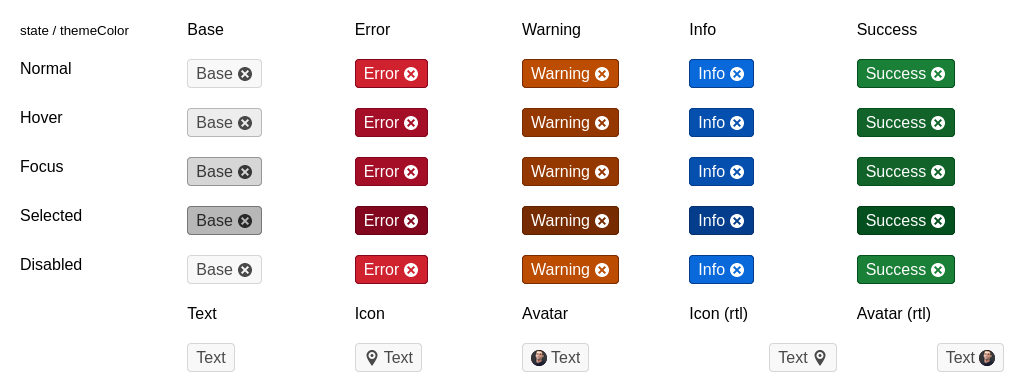 state / themeColor Base Error Warning Info Success
Normal Base Error Warning Info Success
Hover Base Error Warning Info Success
Focus Base Error Warning Info Success
Selected Base Error Warning Info Success
Disabled Base Error Warning Info Success
Text Icon Avatar Icon (rtl) Avatar (rtl)
Text Text Text Text Text